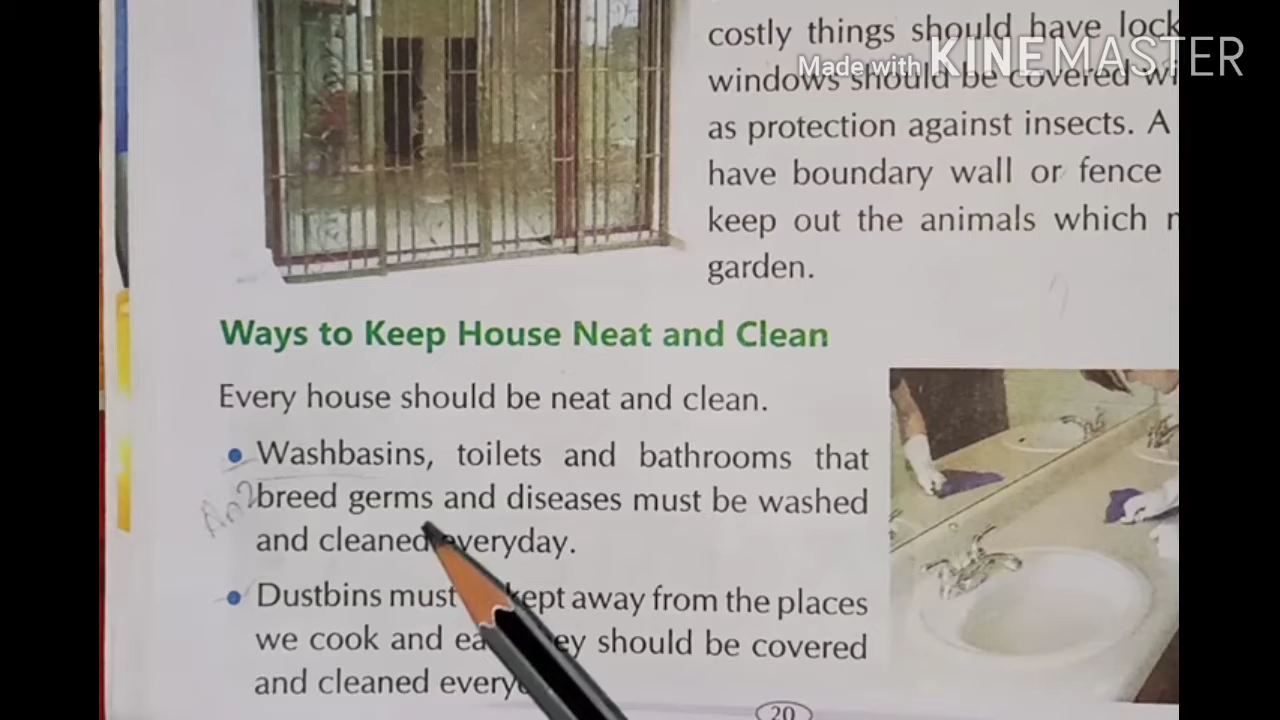 costly things should have lock
Made with KINEMASTER
windows should be covered wi
as protection against insects. A
have boundary wall or fence
keep out the animals which
garden.
Ways to Keep House Neat and Clean
Every house should be neat and clean.
• Washbasins, toilets and bathrooms that
breed germs and diseases must be washed
and cleaned everyday.
• Dustbins must kept away from the places
we cook and ea ey should be covered
and cleaned every
20